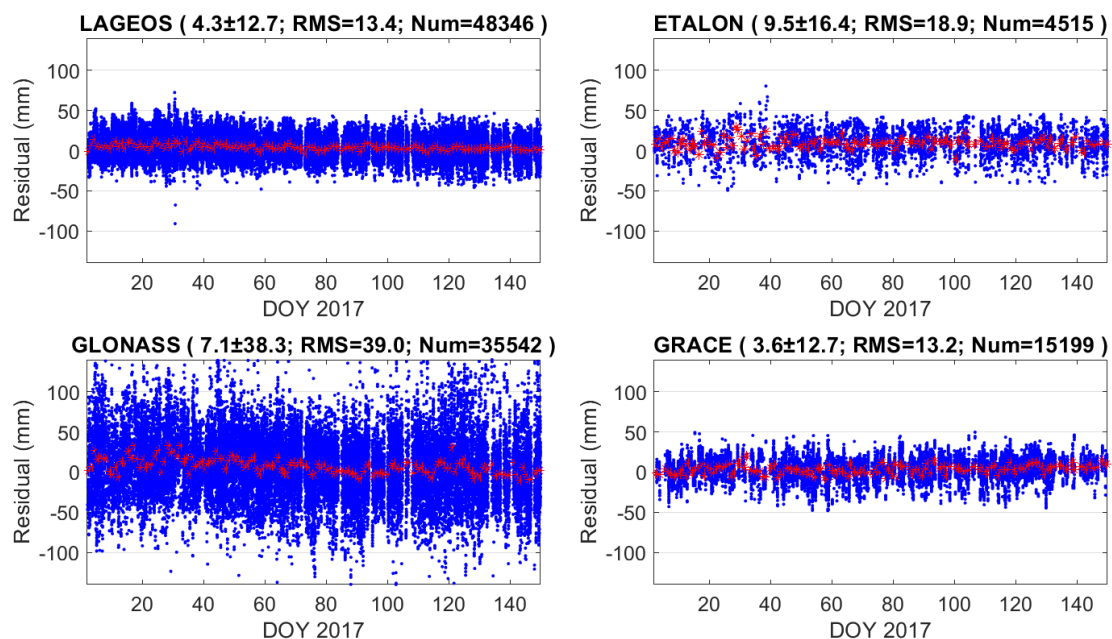 LAGEOS ( 4.3±12.7; RMS=13.4; Num=48346 )
100
50
0
-50
-100
Residual (mm)
20 40 60 80 100 120 140
DOY 2017
ETALON ( 9.5±16.4; RMS=18.9; Num=4515 )
100
50
0
-50
-100
Residual (mm)
20 40 60 80 100 120 140
DOY 2017
GLONASS ( 7.1±38.3; RMS=39.0; Num=35542 )
100
50
0
-50
-100
Residual (mm)
20 40 60 80 100 120 140
DOY 2017
GRACE ( 3.6±12.7; RMS=13.2; Num=15199 )
100
50
0
-50
-100
Residual (mm)
20 40 60 80 100 120 140
DOY 2017